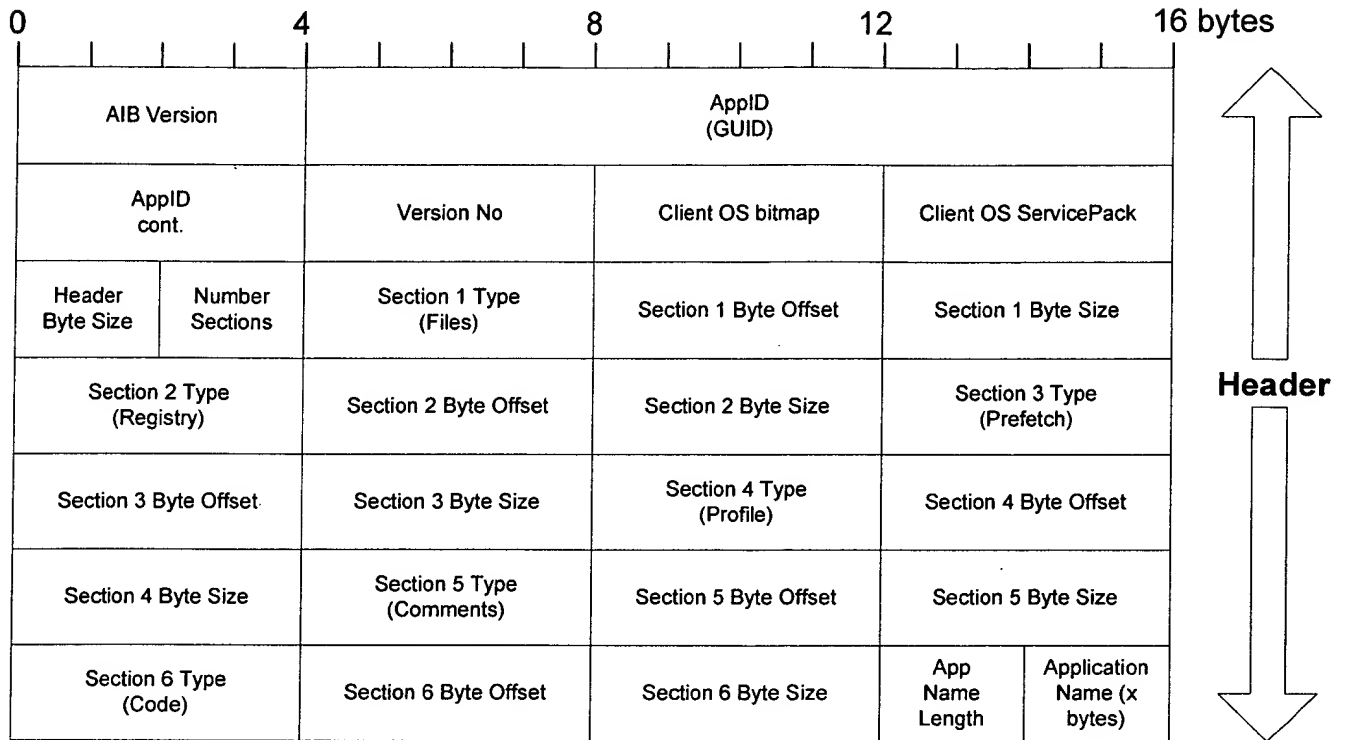 0 4 8 12 16 bytes
AIB Version
AppID
(GUID)
AppID
cont.
Version No
Client OS bitmap
Client OS ServicePack
Header
Byte Size
Number
Sections
Section 1 Type
(Files)
Section 1 Byte Offset
Section 1 Byte Size
Section 2 Type
(Registry)
Section 2 Byte Offset
Section 2 Byte Size
Section 3 Type
(Prefetch)
Header
Section 3 Byte Offset
Section 3 Byte Size
Section 4 Type
(Profile)
Section 4 Byte Offset
Section 4 Byte Size
Section 5 Type
(Comments)
Section 5 Byte Offset
Section 5 Byte Size
Section 6 Type
(Code)
Section 6 Byte Offset
Section 6 Byte Size
App
Name
Length
Application
Name (x
bytes)